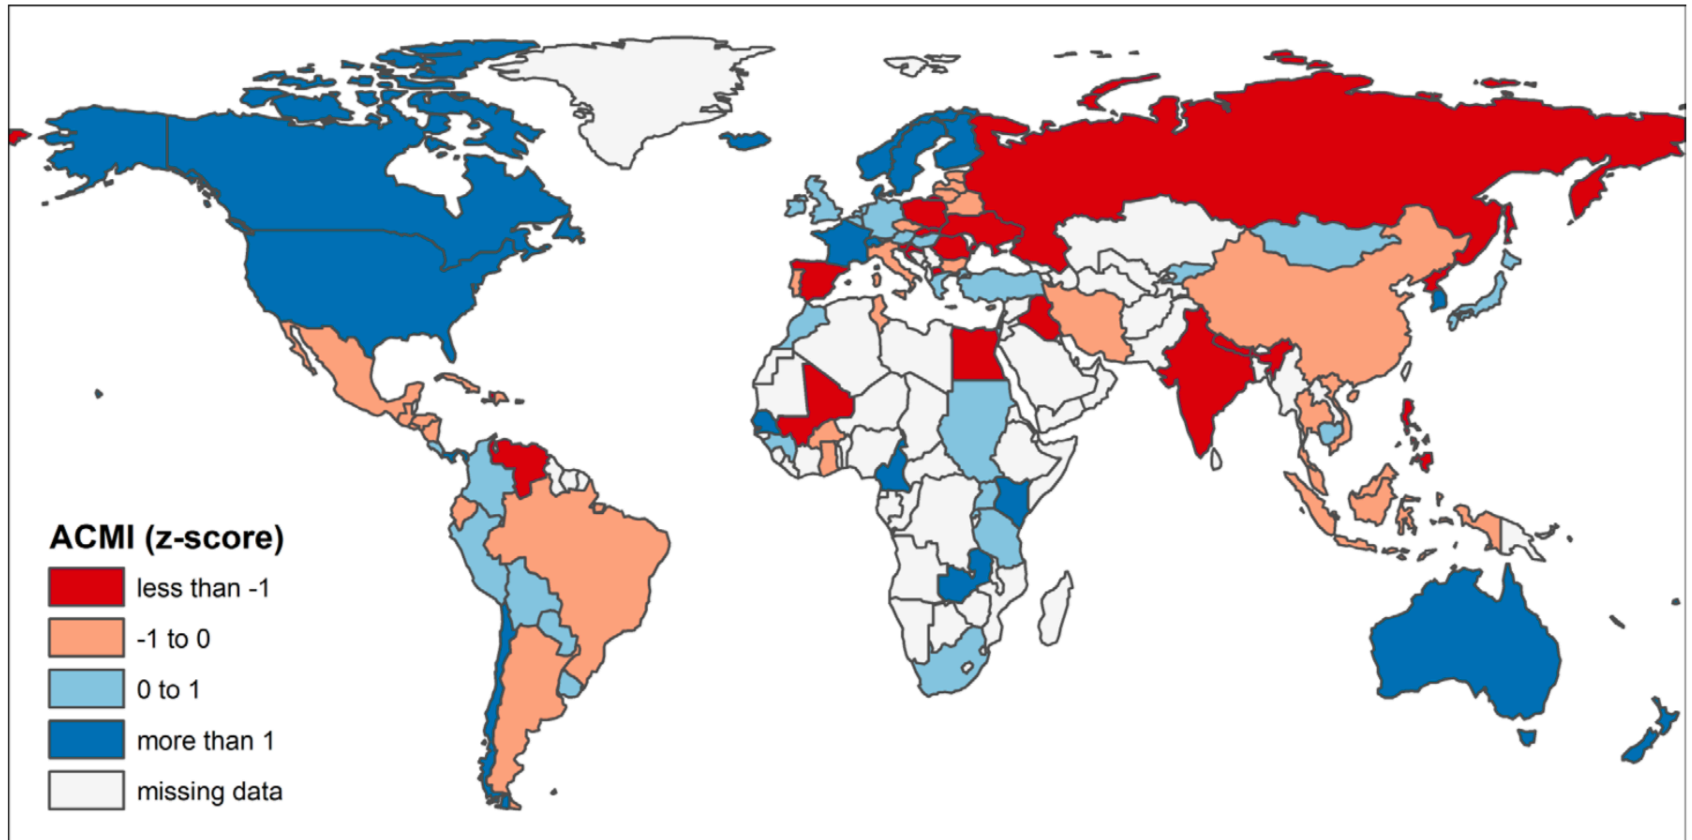 ACMI (z-score)
less than -1
-1 to 0
0 to 1
more than 1
missing data